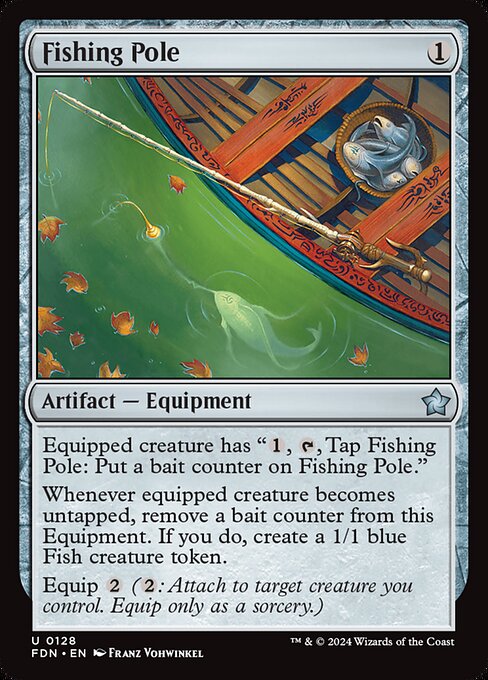 Fishing Pole 1
Artifact — Equipment
Equipped creature has “1, Tap Fishing
Pole: Put a bait counter on Fishing Pole.”
Whenever equipped creature becomes
untapped, remove a bait counter from this
Equipment. If you do, create a 1/1 blue
Fish creature token.
Equip 2 (2: Attach to target creature you
control. Equip only as a sorcery.)
U 0128
FDN • EN Franz Vohwinkel
™ & © 2024 Wizards of the Coast